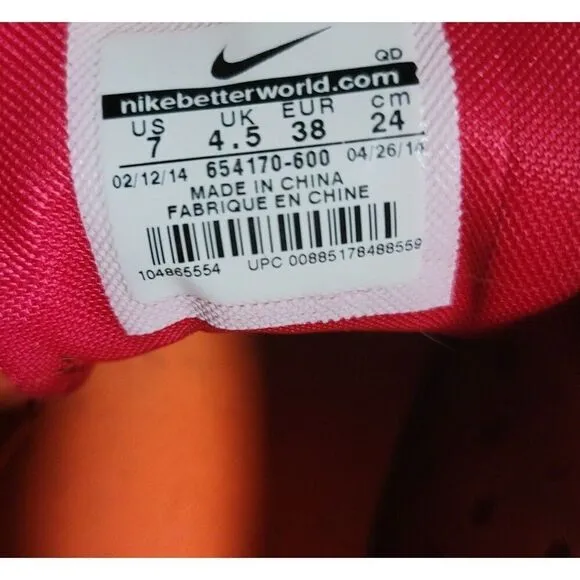 QD
nikebetterworld.com
US UK EUR cm
7 4.5 38 24
02/12/14 654170-600 04/26/14
MADE IN CHINA
FABRIQUE EN CHINE
104865554 UPC 00885178488559